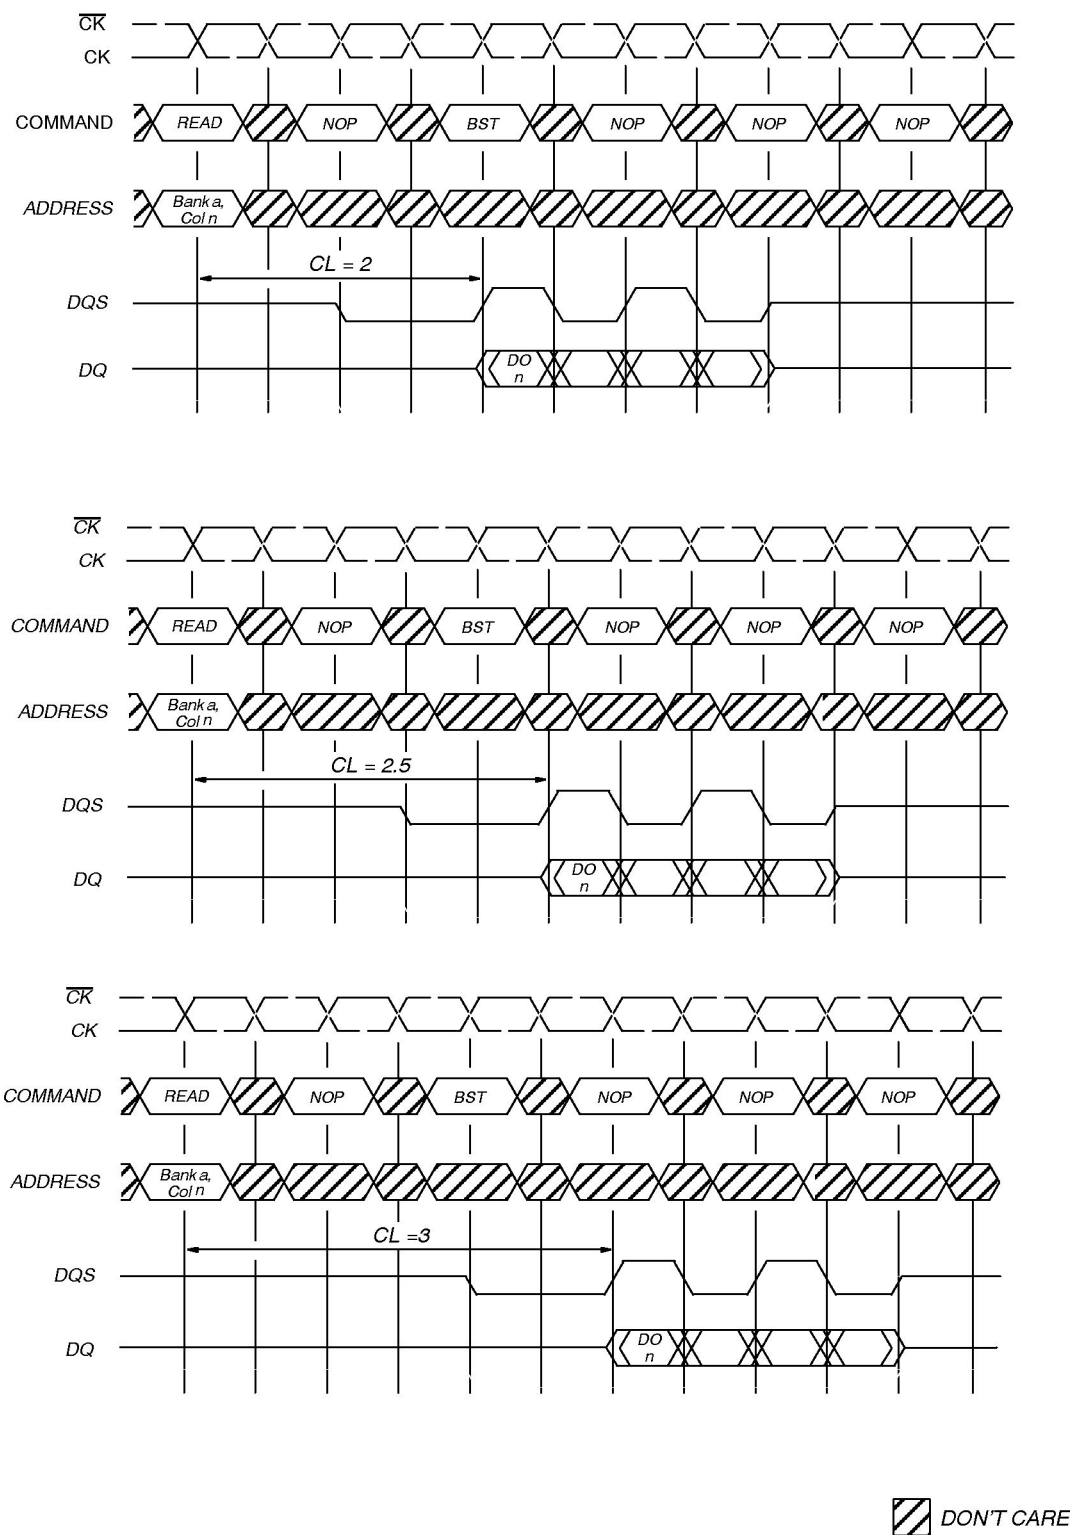 CK
CK
COMMAND READ NOP BST NOP NOP NOP
ADDRESS Bank a, Col n
CL = 2
DQS
DQ DO n
CK
CK
COMMAND READ NOP BST NOP NOP NOP
ADDRESS Bank a, Col n
CL = 2.5
DQS
DQ DO n
CK
CK
COMMAND READ NOP BST NOP NOP NOP
ADDRESS Bank a, Col n
CL =3
DQS
DQ DO n
DON'T CARE